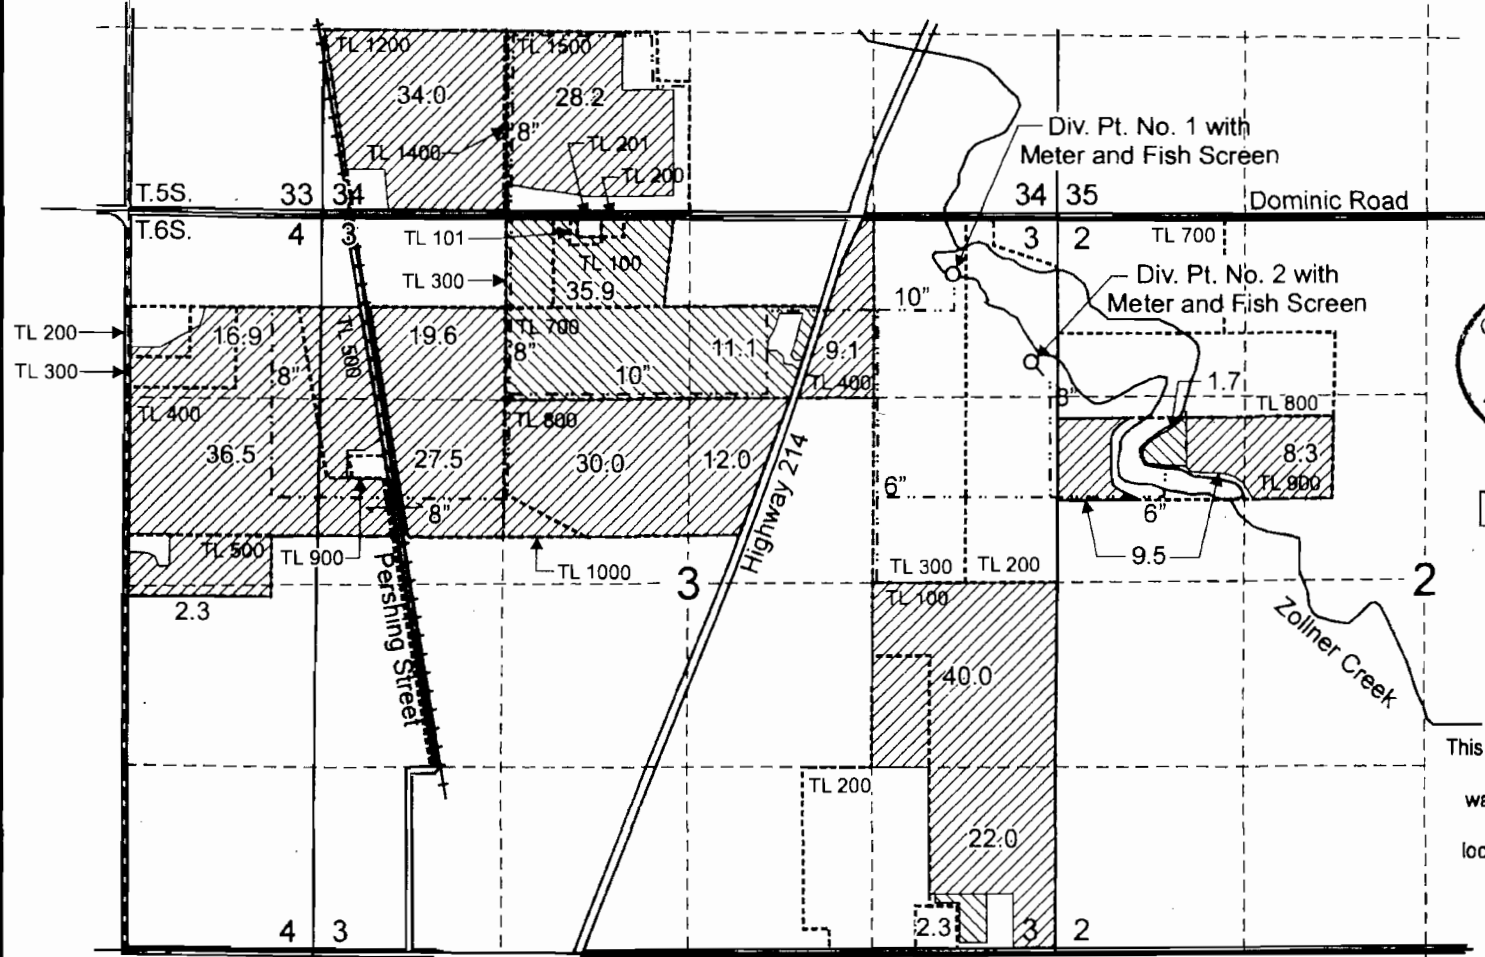 TL 1200
TL 1500
34.0
28.2
8"
TL 1400
TL 201
TL 200
Div. Pt. No. 1 with
Meter and Fish Screen
T.5S.
33
34
34
35
Dominic Road
T.6S.
4
3
TL 101
TL 100
3
2
TL 700
TL 300
35.9
10"
Div. Pt. No. 2 with
Meter and Fish Screen
TL 200
16.9
TL 500
19.6
TL 700
8"
11.1
9.1
TL 300
8"
10"
TL 400
1.7
8"
TL 400
TL 800
TL 800
36.5
27.5
30.0
12.0
8.3
6"
TL 900
8"
6"
Highway 214
TL 500
TL 900
TL 1000
9.5
TL 300
TL 200
3
2
2.3
TL 100
Pershing Street
Zollner Creek
40.0
This
TL 200
wa
22.0
loc
4
3
2.3
3
2